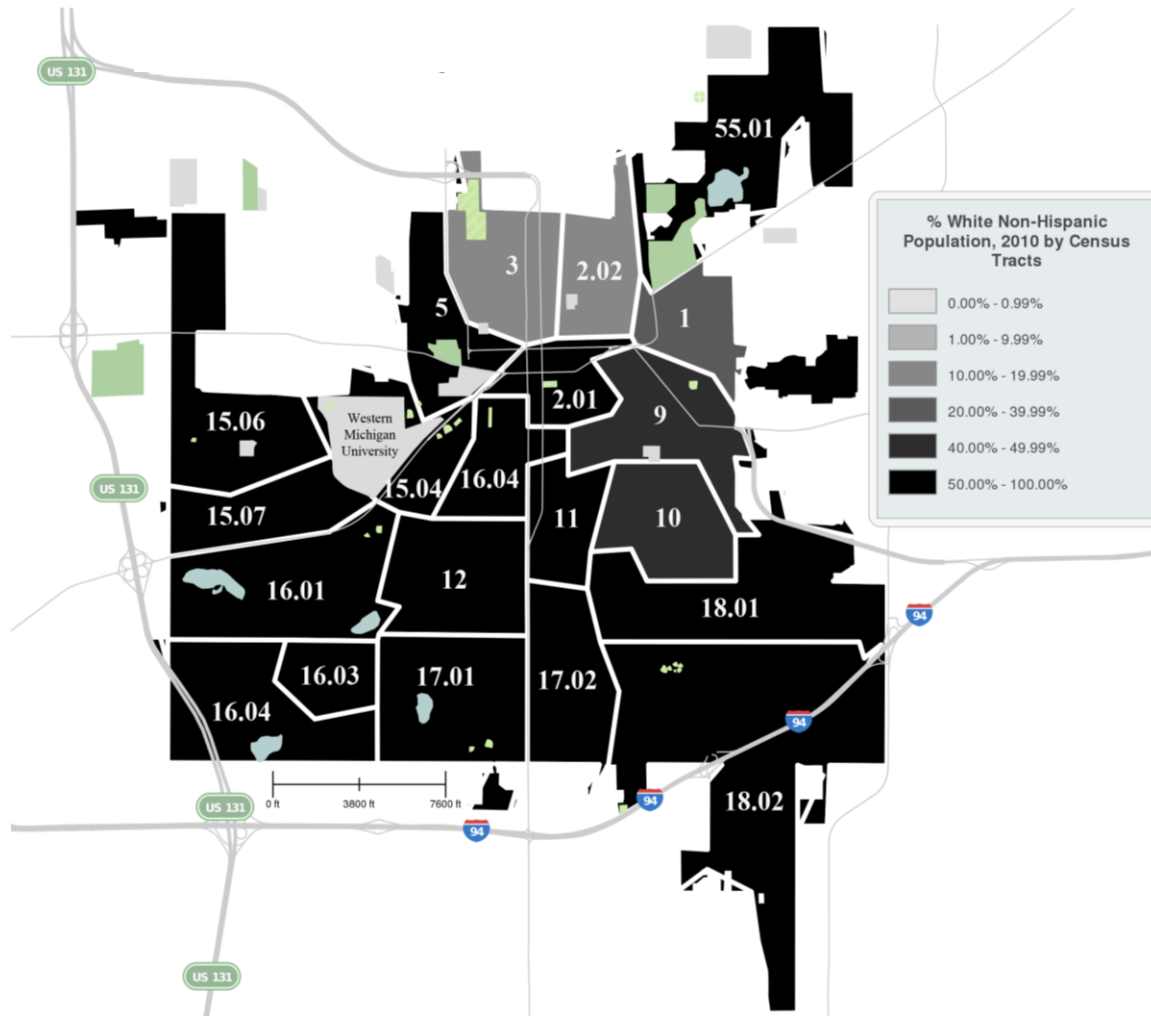 US 131
55.01
% White Non-Hispanic
Population, 2010 by Census
Tracts
0.00% - 0.99%
1.00% - 9.99%
10.00% - 19.99%
20.00% - 39.99%
40.00% - 49.99%
50.00% - 100.00%
3
2.02
5
1
2.01
9
15.06
Western
Michigan
University
15.04
16.04
US 131
15.07
11
10
16.01
12
18.01
94
16.03
17.01
17.02
16.04
94
0 ft
3800 ft
7600 ft
US 131
94
94
18.02
US 131